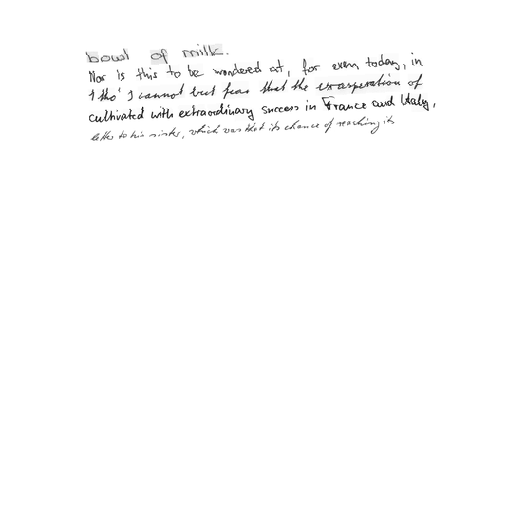 bowl of milk.
Nor is this to be wondered at, for even today, in
tho' I cannot but fear that the exasperation of
cultivated with extraordinary success in France and Italy,
letter to his sister, which was that its chance of reaching its